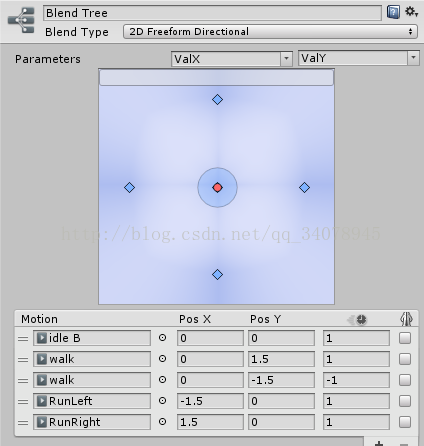 Blend Tree
Blend Type 2D Freeform Directional
Parameters ValX ValY
http://blog.csdn.net/qq_34078945
Motion Pos X Pos Y
idle B 0 0 1
walk 0 1.5 1
walk 0 -1.5 -1
RunLeft -1.5 0 1
RunRight 1.5 0 1